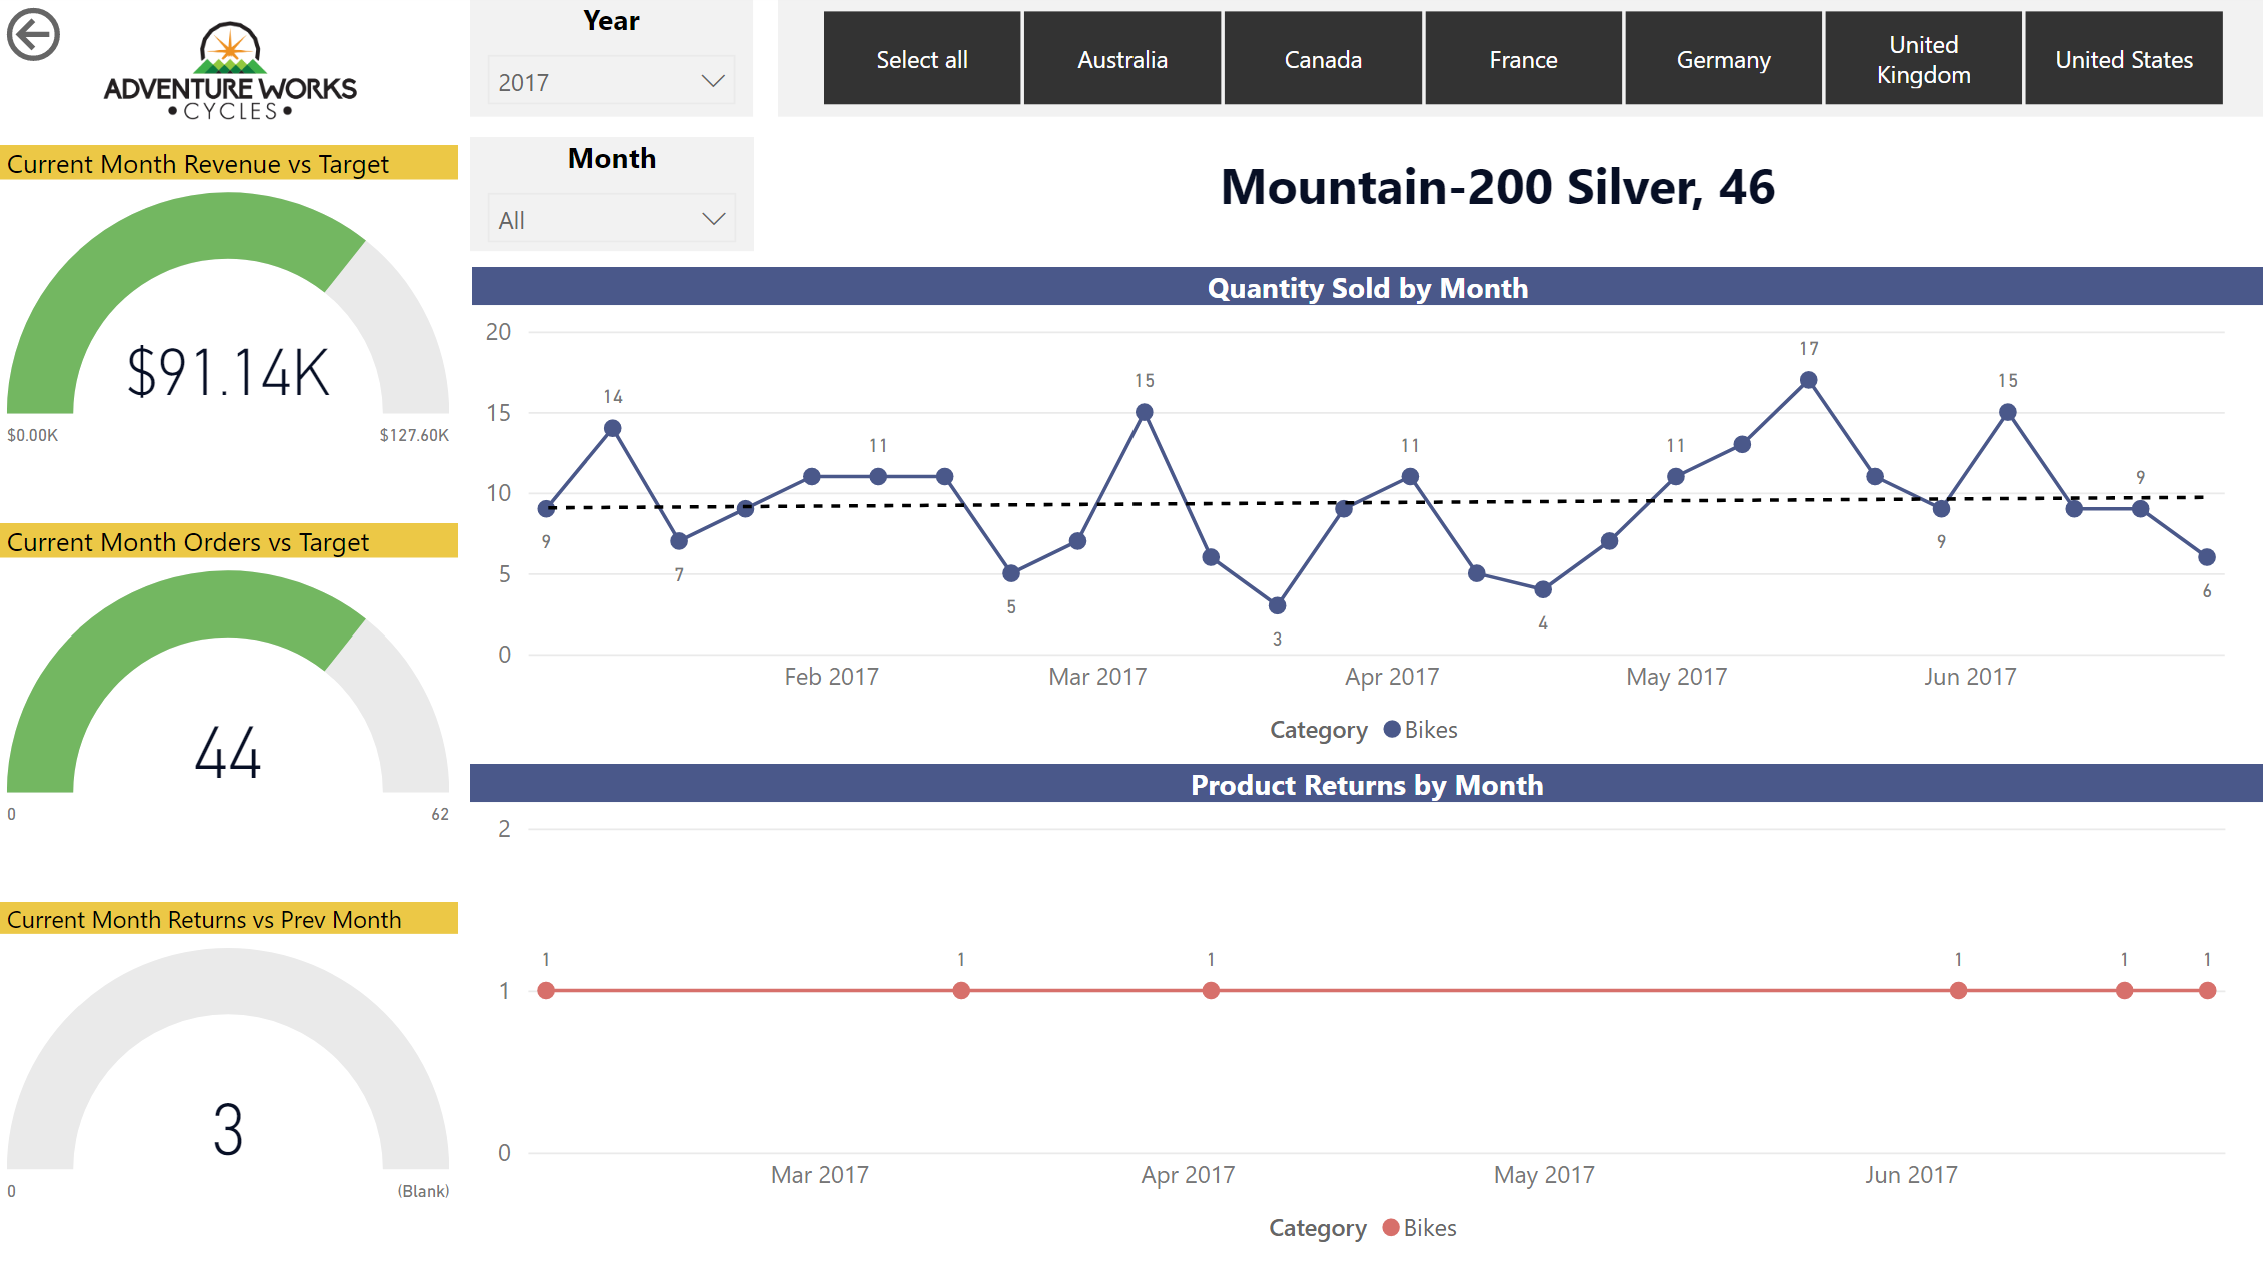 ADVENTURE WORKS
• CYCLES •
Year
2017
Select all
Australia
Canada
France
Germany
United
Kingdom
United States
Month
All
Mountain-200 Silver, 46
Current Month Revenue vs Target
$91.14K
$0.00K
$127.60K
Current Month Orders vs Target
44
0
62
Current Month Returns vs Prev Month
3
0
(Blank)
Quantity Sold by Month
20
15
10
5
0
9
14
7
11
5
15
3
11
4
11
17
9
15
9
6
Feb 2017
Mar 2017
Apr 2017
May 2017
Jun 2017
Category
Bikes
Product Returns by Month
2
1
0
1
1
1
1
1
1
Mar 2017
Apr 2017
May 2017
Jun 2017
Category
Bikes